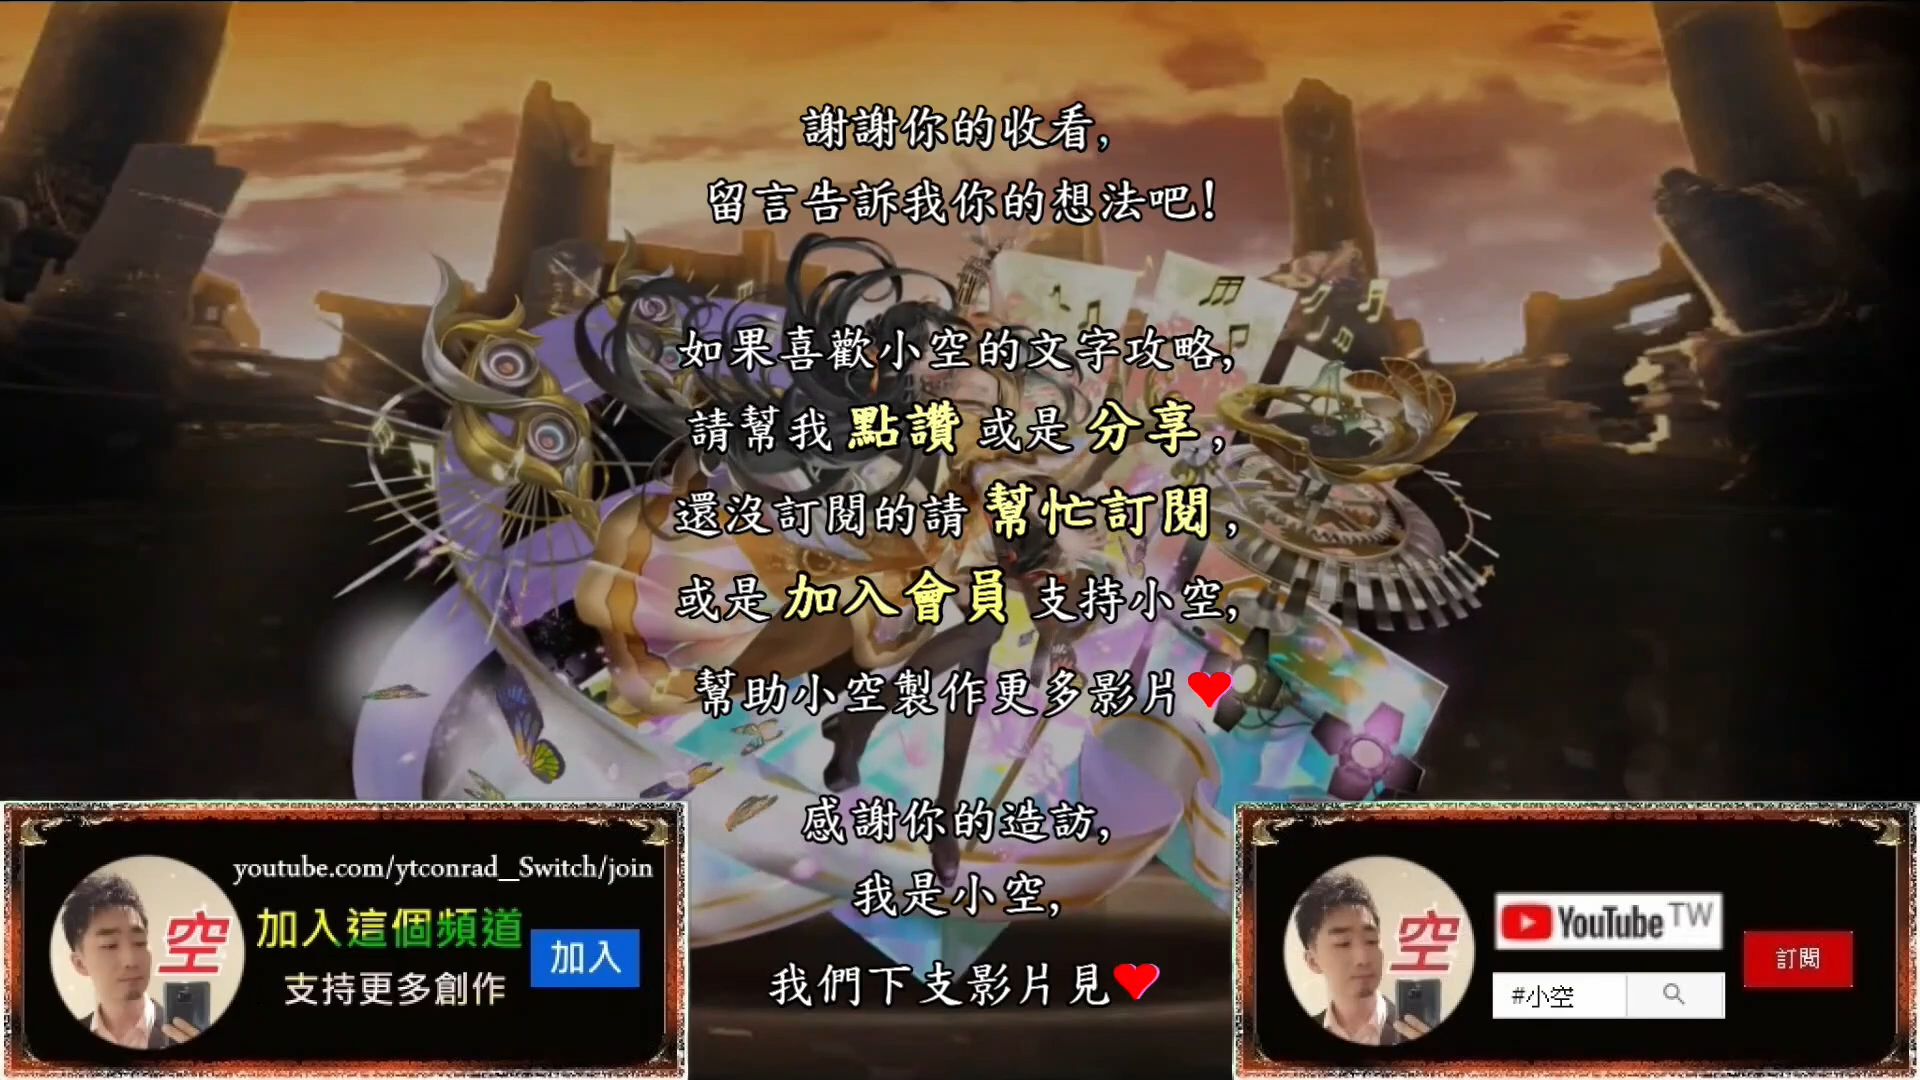 謝謝你的收看,
留言告訴我你的想法吧!
如果喜歡小空的文字攻略,
請幫我 點讚 或是 分享,
還沒訂閱的請 幫忙訂閱,
或是 加入會員 支持小空,
幫助小空製作更多影片❤
感謝你的造訪,
我是小空,
我們下支影片見❤
youtube.com/ytconrad_Switch/join
空
加入這個頻道
加入
支持更多創作
空
YouTube TW
訂閱
#小空